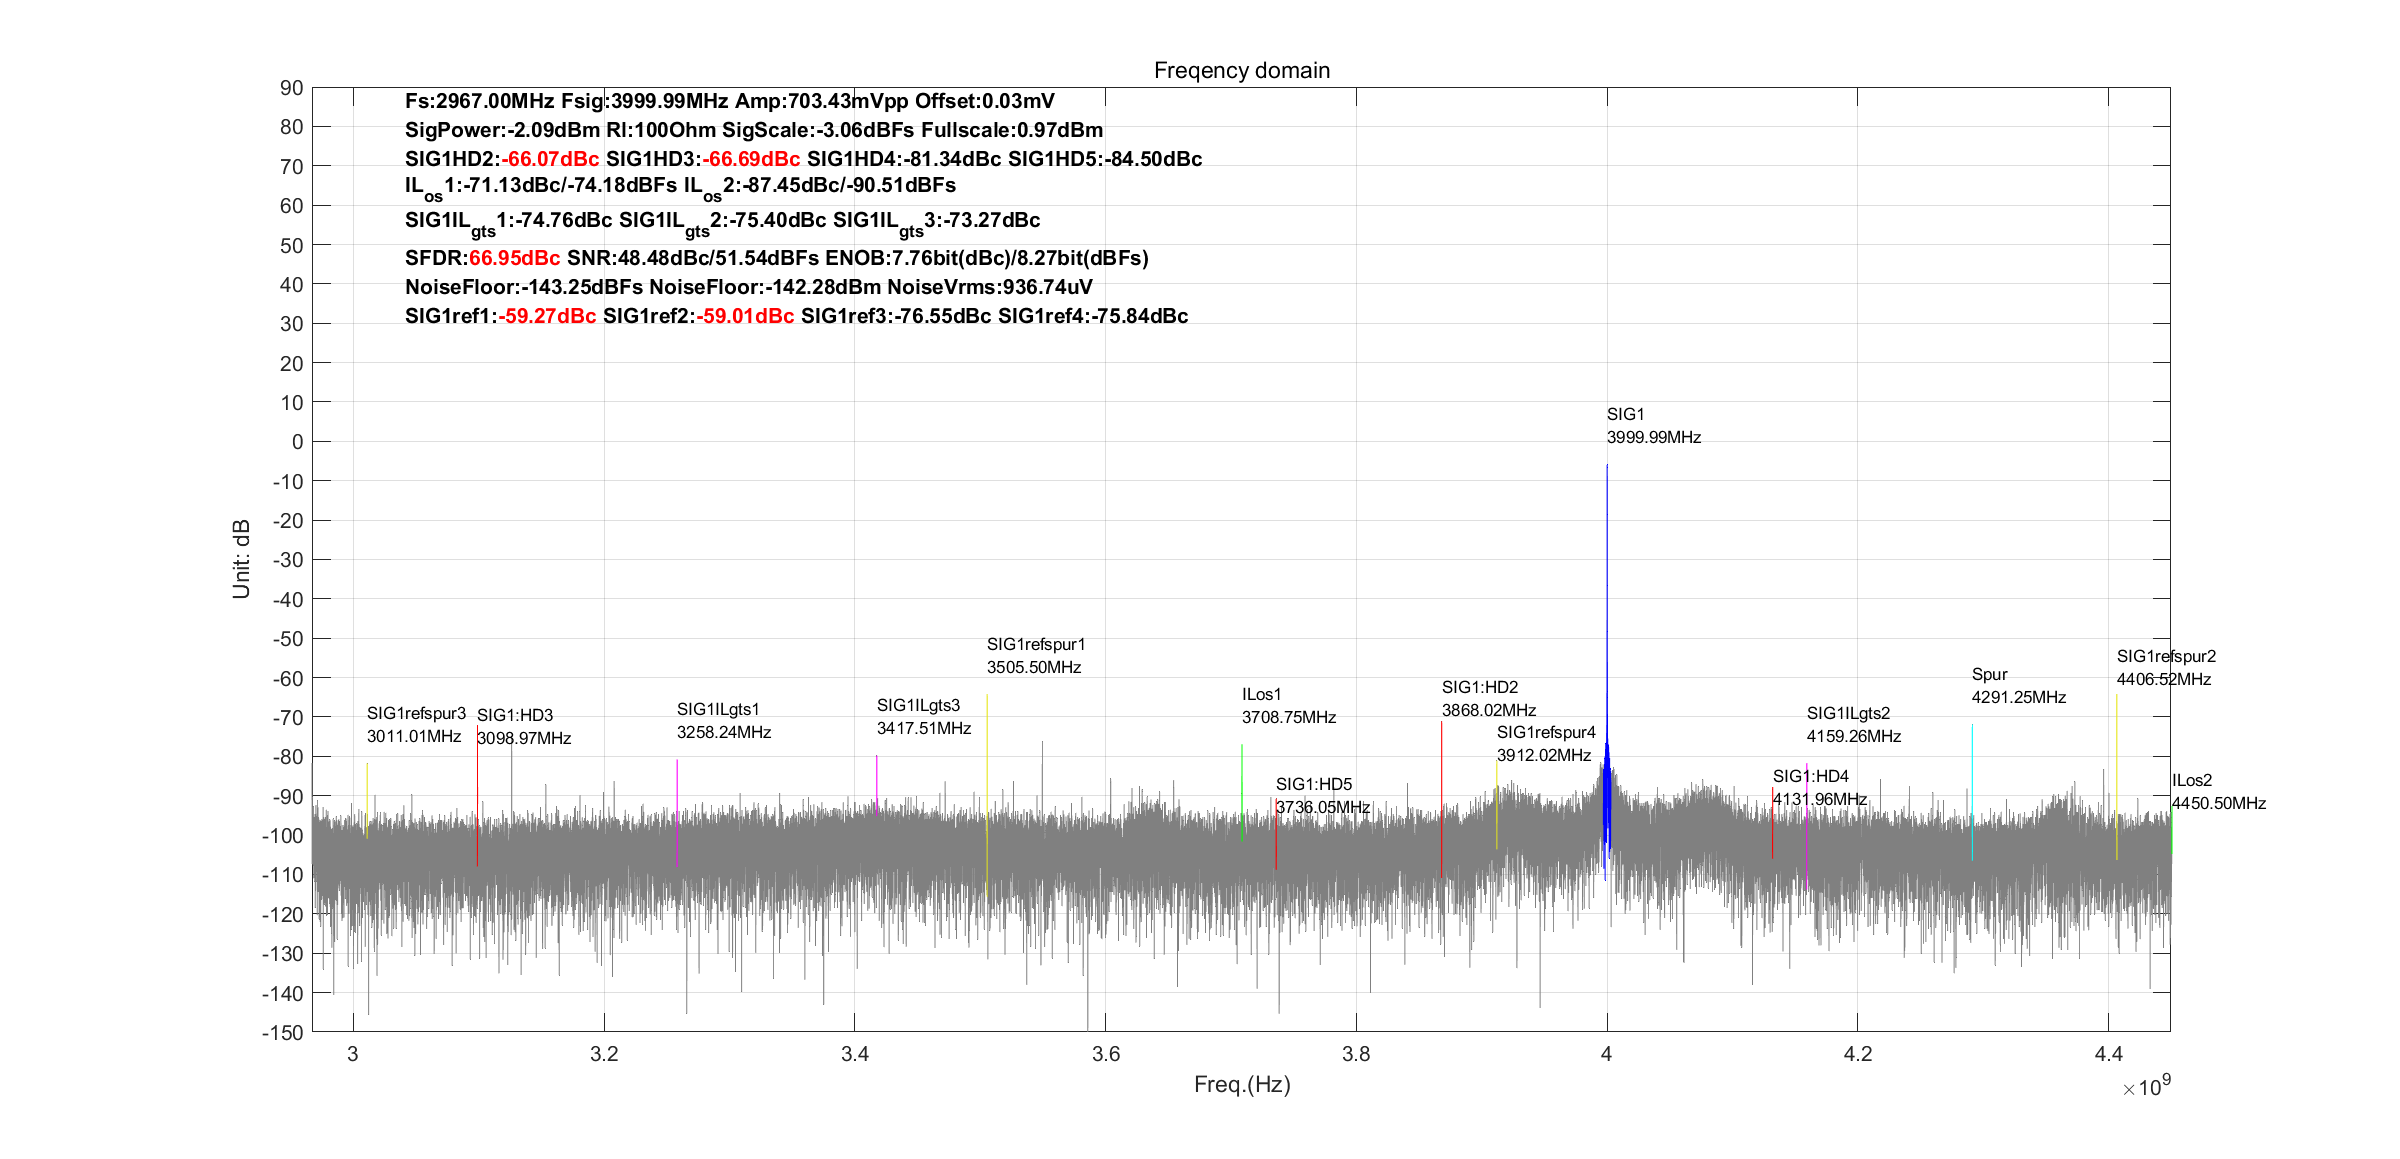 Freqency domain
Fs:2967.00MHz Fsig:3999.99MHz Amp:703.43mVpp Offset:0.03mV
SigPower:-2.09dBm Rl:100Ohm SigScale:-3.06dBFs Fullscale:0.97dBm
SIG1HD2:-66.07dBc SIG1HD3:-66.69dBc SIG1HD4:-81.34dBc SIG1HD5:-84.50dBc
ILos1:-71.13dBc/-74.18dBFs ILos2:-87.45dBc/-90.51dBFs
SIG1ILgts1:-74.76dBc SIG1ILgts2:-75.40dBc SIG1ILgts3:-73.27dBc
SFDR:66.95dBc SNR:48.48dBc/51.54dBFs ENOB:7.76bit(dBc)/8.27bit(dBFs)
NoiseFloor:-143.25dBFs NoiseFloor:-142.28dBm NoiseVrms:936.74uV
SIG1ref1:-59.27dBc SIG1ref2:-59.01dBc SIG1ref3:-76.55dBc SIG1ref4:-75.84dBc
90
80
70
60
50
40
30
20
10
0
-10
-20
-30
-40
-50
-60
-70
-80
-90
-100
-110
-120
-130
-140
-150
Unit: dB
SIG1
3999.99MHz
SIG1refspur1
3505.50MHz
SIG1refspur2
4406.52MHz
Spur
4291.25MHz
SIG1:HD2
3868.02MHz
ILos1
3708.75MHz
SIG1ILgts3
3417.51MHz
SIG1ILgts1
3258.24MHz
SIG1refspur3
3011.01MHz
SIG1:HD3
3098.97MHz
SIG1ILgts2
4159.26MHz
SIG1refspur4
3912.02MHz
SIG1:HD4
4131.96MHz
SIG1:HD5
3736.05MHz
ILos2
4450.50MHz
3
3.2
3.4
3.6
3.8
4
4.2
4.4
Freq.(Hz)
×10^9